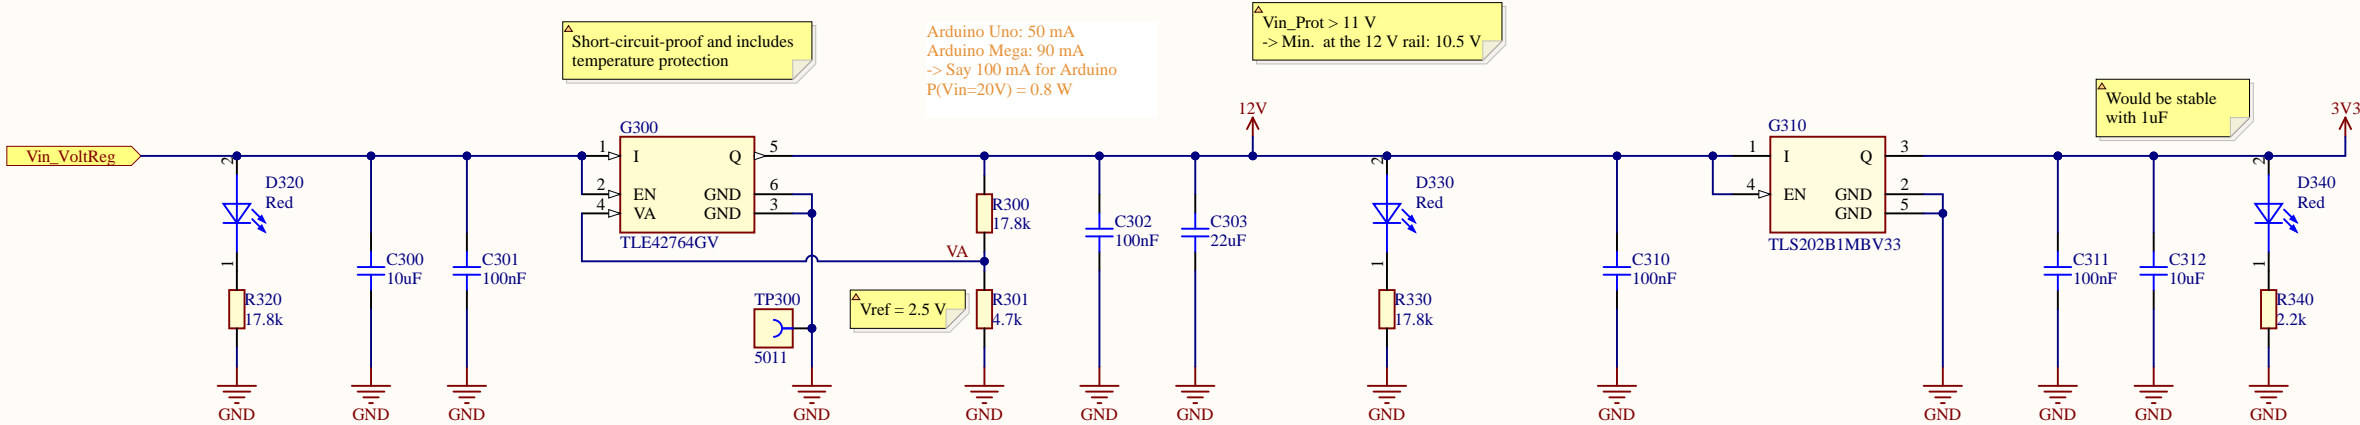 Short-circuit-proof and includes
temperature protection
Arduino Uno: 50 mA
Arduino Mega: 90 mA
-> Say 100 mA for Arduino
P(Vin=20V) = 0.8 W
Vin_Prot > 11 V
-> Min. at the 12 V rail: 10.5 V
Would be stable
with 1uF
12V
3V3
Vin_VoltReg
2
D320
Red
1
R320
17.8k
GND
C300
10uF
GND
C301
100nF
GND
G300
1
I
Q
5
2
EN
GND
6
4
VA
GND
3
TLE42764GV
TP300
5011
GND
VA
Vref = 2.5 V
R300
17.8k
R301
4.7k
GND
C302
100nF
GND
C303
22uF
GND
2
D330
Red
1
R330
17.8k
GND
C310
100nF
GND
G310
1
I
Q
3
4
EN
GND
2
GND
5
TLS202B1MBV33
GND
C311
100nF
GND
C312
10uF
GND
2
D340
Red
1
R340
2.2k
GND